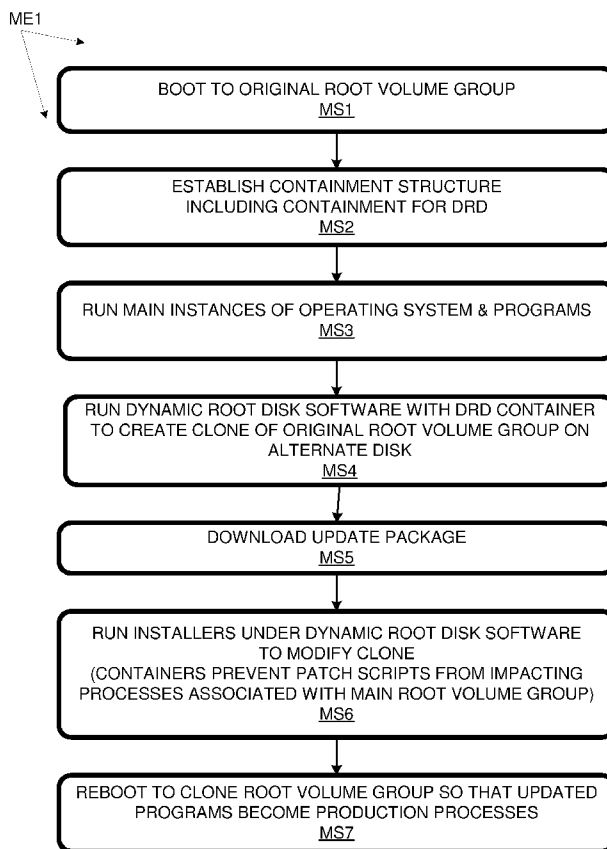 ME1
BOOT TO ORIGINAL ROOT VOLUME GROUP
MS1
ESTABLISH CONTAINMENT STRUCTURE
INCLUDING CONTAINMENT FOR DRD
MS2
RUN MAIN INSTANCES OF OPERATING SYSTEM & PROGRAMS
MS3
RUN DYNAMIC ROOT DISK SOFTWARE WITH DRD CONTAINER
TO CREATE CLONE OF ORIGINAL ROOT VOLUME GROUP ON
ALTERNATE DISK
MS4
DOWNLOAD UPDATE PACKAGE
MS5
RUN INSTALLERS UNDER DYNAMIC ROOT DISK SOFTWARE
TO MODIFY CLONE
(CONTAINERS PREVENT PATCH SCRIPTS FROM IMPACTING
PROCESSES ASSOCIATED WITH MAIN ROOT VOLUME GROUP)
MS6
REBOOT TO CLONE ROOT VOLUME GROUP SO THAT UPDATED
PROGRAMS BECOME PRODUCTION PROCESSES
MS7